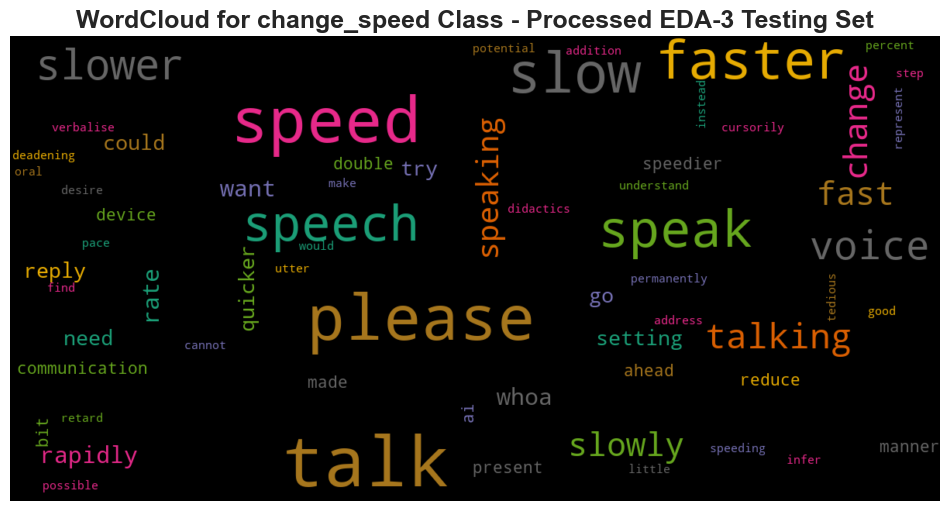 WordCloud for change_speed Class - Processed EDA-3 Testing Set
slower
potential
addition
slow
faster
percent
step
change
represent
instead
verbalise
speed
could
speaking
cursorily
deadening
oral
double
try
speedier
desire
want
make
understand
fast
device
speech
didactics
speak
voice
pace
would
reply
find
rate
quicker
utter
permanently
go
tedious
good
please
address
need
cannot
setting
talking
communication
made
ahead
reduce
whoa
ai
retard
bit
rapidly
talk
slowly
speeding
manner
possible
present
little
infer